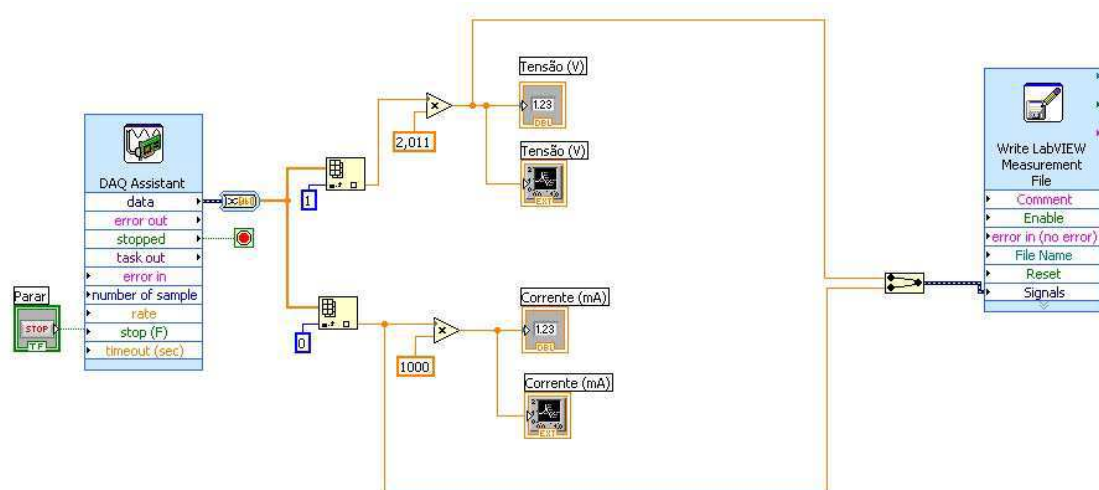 DAQ Assistant
data
error out
stopped
task out
error in
number of sample
rate
stop (F)
timeout (sec)
Parar
STOP
TF
1
0
2,011
1000
Tensão (V)
1.23
DBL
Tensão (V)
EXT
Corrente (mA)
1.23
DBL
Corrente (mA)
EXT
Write LabVIEW
Measurement
File
Comment
Enable
error in (no error)
File Name
Reset
Signals